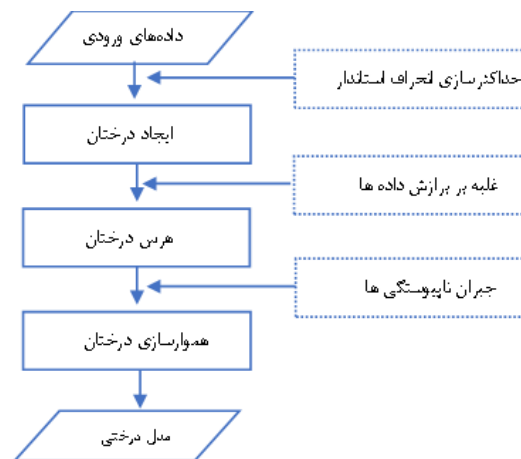 داده‌های ورودی
حداکثرسازی انحراف استاندار
ایجاد درختان
غلبه بر برازش داده ها
هرس درختان
جبران ناپیوستگی ها
هموارسازی درختان
مدل درختی